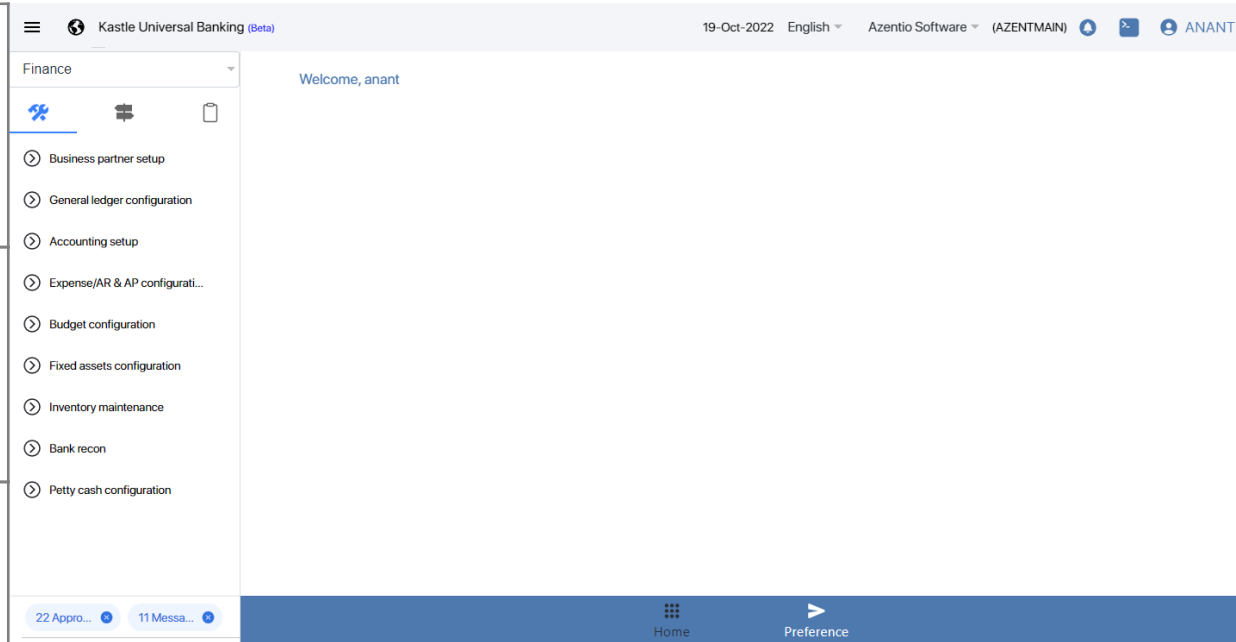 Kastle Universal Banking (Beta)
19-Oct-2022 English Azentio Software (AZENTMAIN) ANANT
Finance
Welcome, anant
Business partner setup
General ledger configuration
Accounting setup
Expense/AR & AP configurati...
Budget configuration
Fixed assets configuration
Inventory maintenance
Bank recon
Petty cash configuration
22 Appro... 11 Messa...
Home Preference